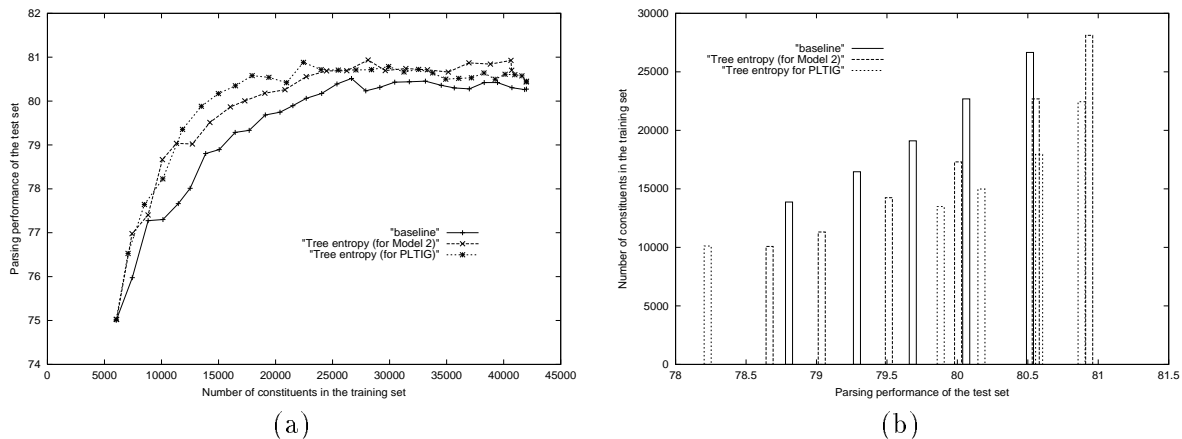 82
81
80
79
78
77
76
75
74
Parsing performance of the test set
"baseline"
"Tree entropy (for Model 2)"
"Tree entropy (for PLTIG)"
0 5000 10000 15000 20000 25000 30000 35000 40000 45000
Number of constituents in the training set
(a)
30000
25000
20000
15000
10000
5000
0
Number of constituents in the training set
"baseline"
"Tree entropy (for Model 2)"
"Tree entropy for PLTIG)"
78 78.5 79 79.5 80 80.5 81 81.5
Parsing performance of the test set
(b)